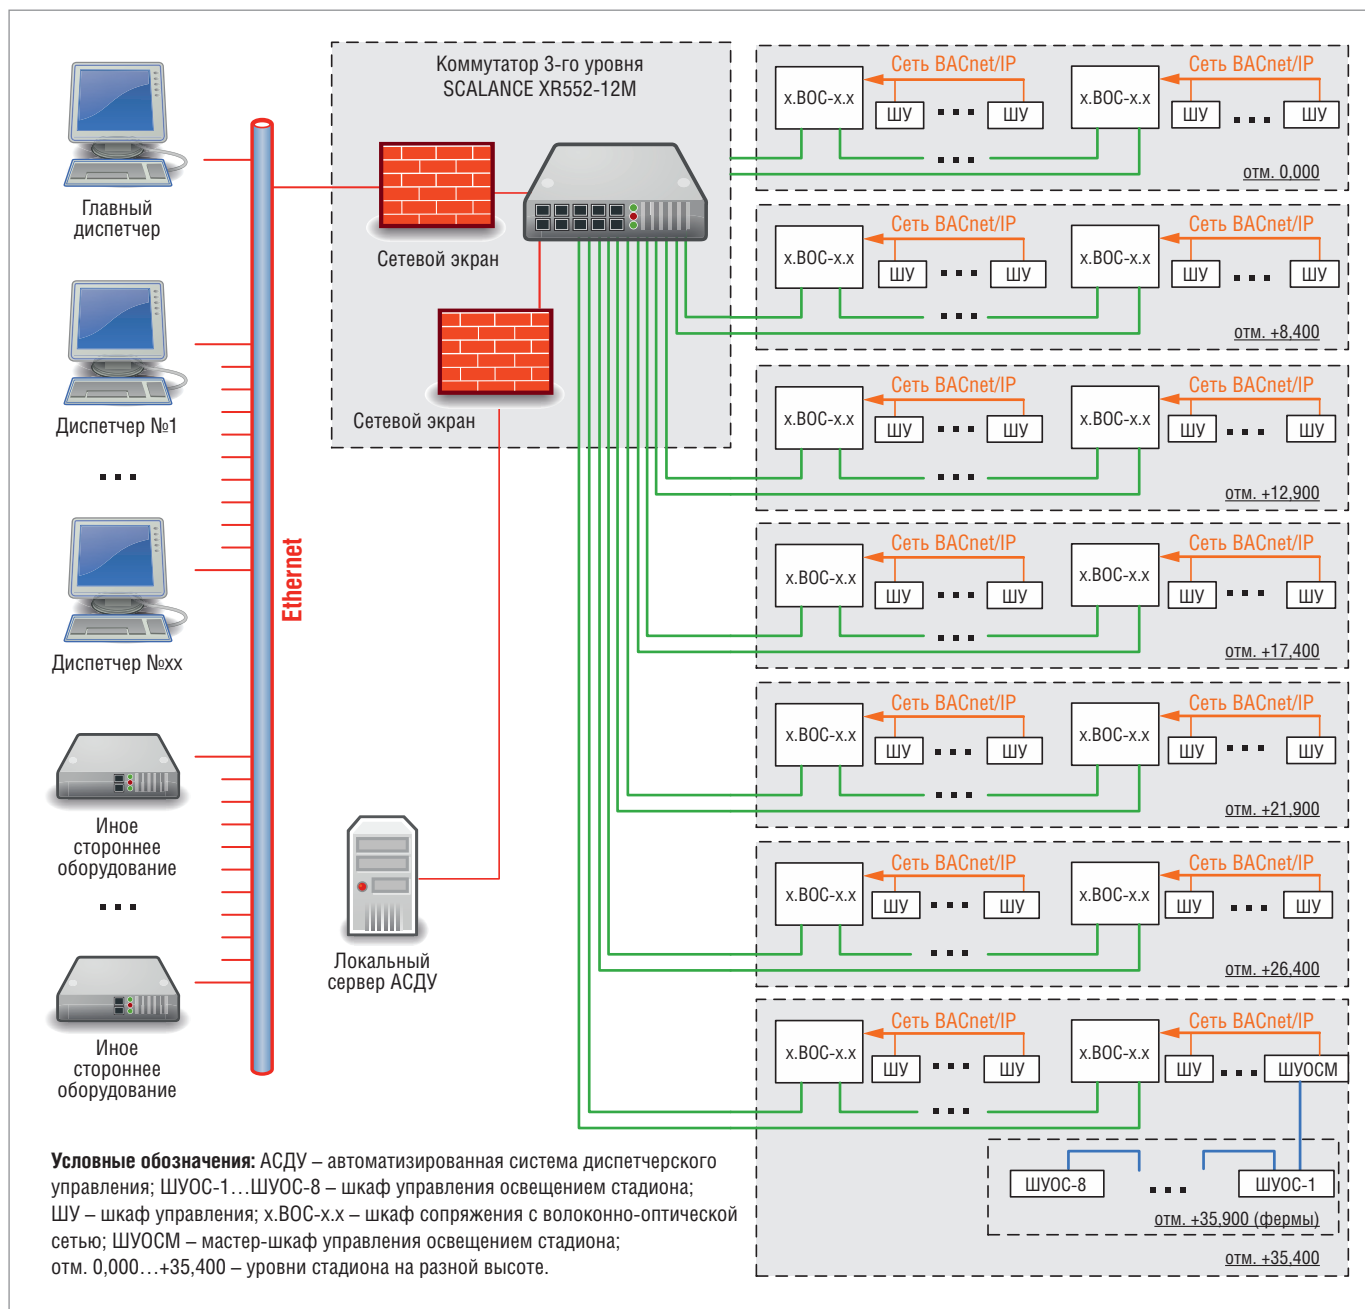 Главный
диспетчер
Диспетчер №1
Диспетчер №хх
Иное
стороннее
оборудование
Иное
стороннее
оборудование
Ethernet
Коммутатор 3-го уровня
SCALANCE XR552-12M
Сетевой экран
Сетевой экран
Локальный
сервер АСДУ
Сеть BACnet/IP
Сеть BACnet/IP
х.ВОС-х.х
ШУ
ШУ
х.ВОС-х.х
ШУ
ШУ
отм. 0,000
Сеть BACnet/IP
Сеть BACnet/IP
х.ВОС-х.х
ШУ
ШУ
х.ВОС-х.х
ШУ
ШУ
отм. +8,400
Сеть BACnet/IP
Сеть BACnet/IP
х.ВОС-х.х
ШУ
ШУ
х.ВОС-х.х
ШУ
ШУ
отм. +12,900
Сеть BACnet/IP
Сеть BACnet/IP
х.ВОС-х.х
ШУ
ШУ
х.ВОС-х.х
ШУ
ШУ
отм. +17,400
Сеть BACnet/IP
Сеть BACnet/IP
х.ВОС-х.х
ШУ
ШУ
х.ВОС-х.х
ШУ
ШУ
отм. +21,900
Сеть BACnet/IP
Сеть BACnet/IP
х.ВОС-х.х
ШУ
ШУ
х.ВОС-х.х
ШУ
ШУ
отм. +26,400
Сеть BACnet/IP
Сеть BACnet/IP
х.ВОС-х.х
ШУ
ШУ
х.ВОС-х.х
ШУ
ШУОСМ
ШУОС-8
ШУОС-1
отм. +35,900 (фермы)
отм. +35,400
Условные обозначения: АСДУ – автоматизированная система диспетчерского
управления; ШУОС-1…ШУОС-8 – шкаф управления освещением стадиона;
ШУ – шкаф управления; х.ВОС-х.х – шкаф сопряжения с волоконно-оптической
сетью; ШУОСМ – мастер-шкаф управления освещением стадиона;
отм. 0,000…+35,400 – уровни стадиона на разной высоте.